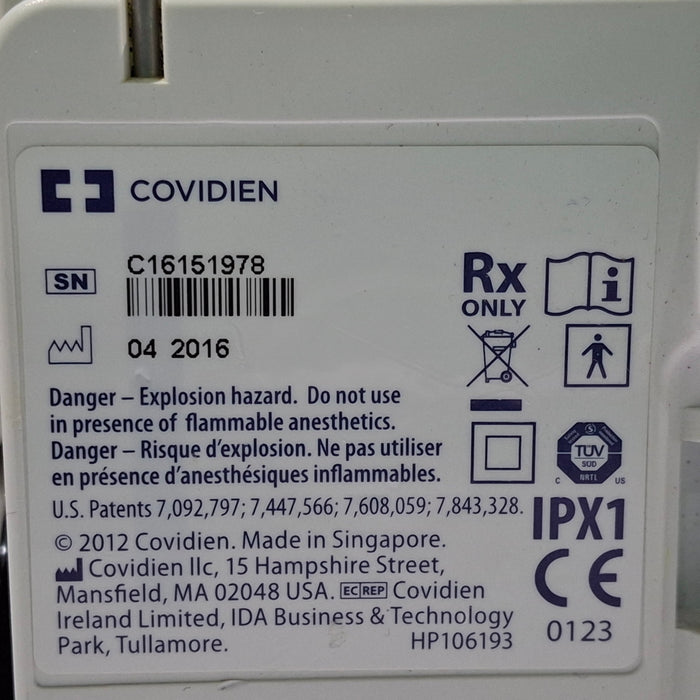 COVIDIEN
SN C16151978
04 2016
Rx
ONLY
i
Danger – Explosion hazard. Do not use
in presence of flammable anesthetics.
Danger – Risque d'explosion. Ne pas utiliser
en présence d'anesthésiques inflammables.
TÜV
SÜD
NRTL
C US
U.S. Patents 7,092,797; 7,447,566; 7,608,059; 7,843,328.
IPX1
© 2012 Covidien. Made in Singapore.
Covidien llc, 15 Hampshire Street,
Mansfield, MA 02048 USA. EC REP Covidien
Ireland Limited, IDA Business & Technology
Park, Tullamore. HP106193
CE
0123